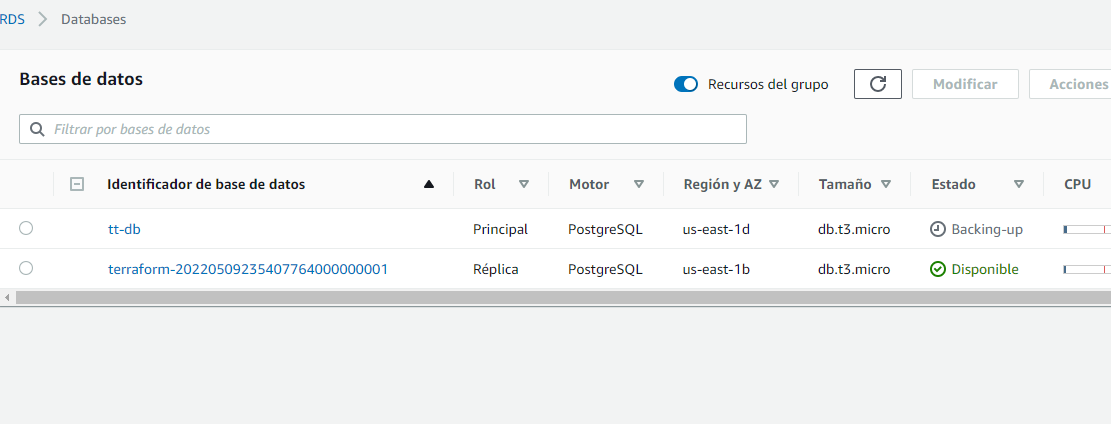 RDS > Databases
Bases de datos
Recursos del grupo
Modificar
Acciones
Filtrar por bases de datos
Identificador de base de datos Rol Motor Región y AZ Tamaño Estado CPU
tt-db Principal PostgreSQL us-east-1d db.t3.micro Backing-up
terraform-20220509235407764000000001 Réplica PostgreSQL us-east-1b db.t3.micro Disponible